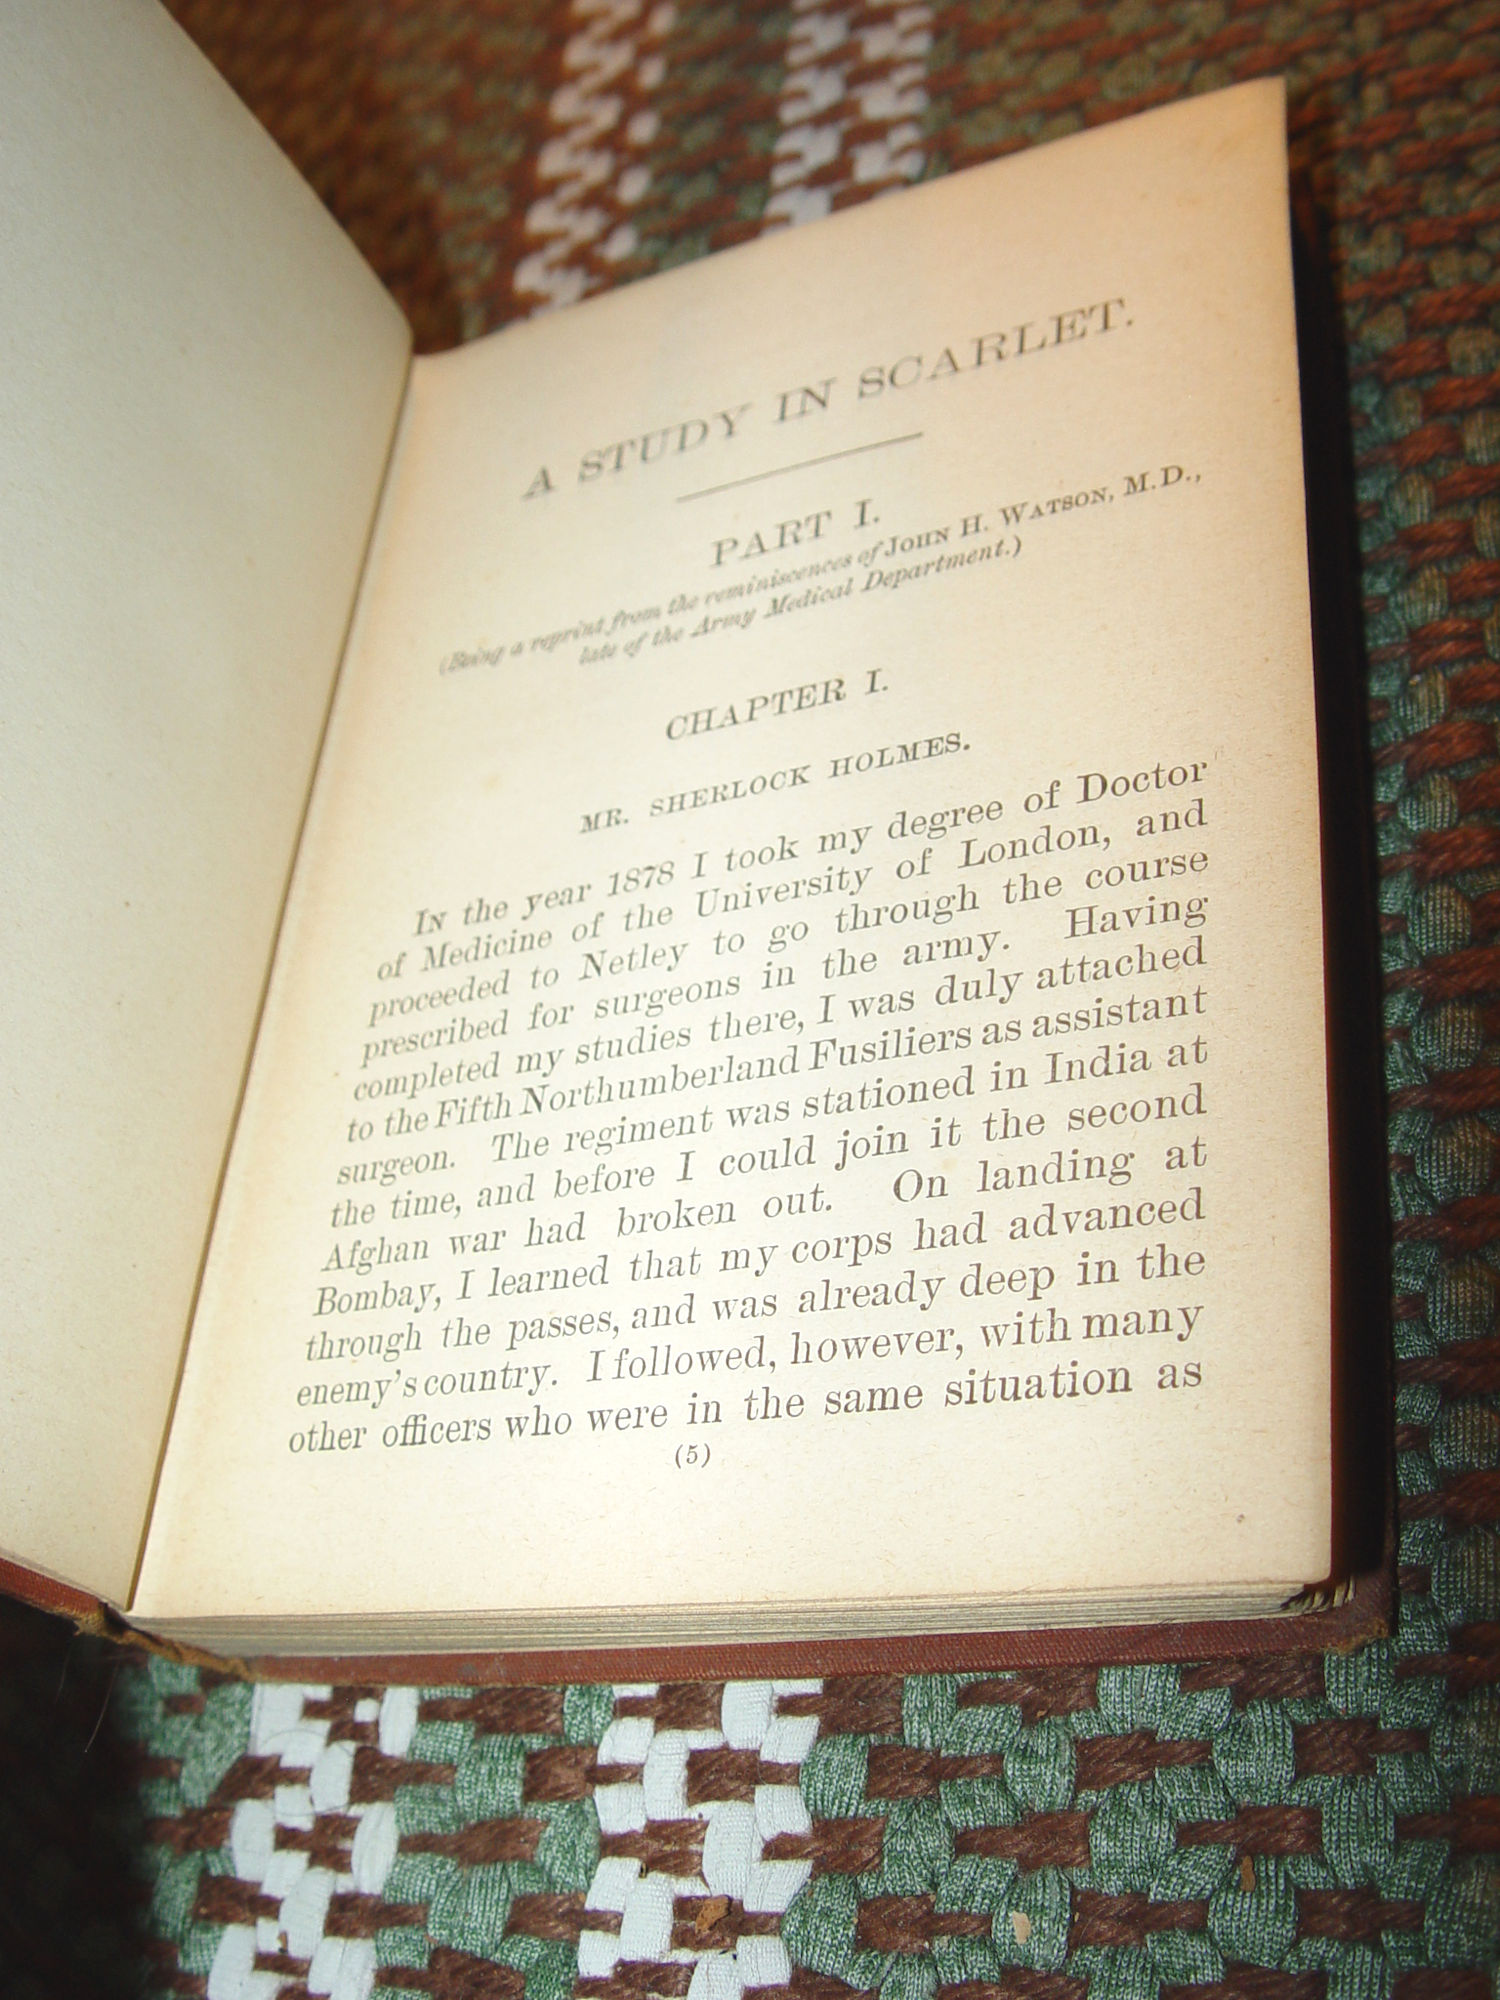 A STUDY IN SCARLET.
PART I.
(Being a reprint from the reminiscences of JOHN H. WATSON, M.D.,
late of the Army Medical Department.)
CHAPTER I.
MR. SHERLOCK HOLMES.
IN the year 1878 I took my degree of Doctor
of Medicine of the University of London, and
proceeded to Netley to go through the course
prescribed for surgeons in the army. Having
completed my studies there, I was duly attached
to the Fifth Northumberland Fusiliers as assistant
surgeon. The regiment was stationed in India at
the time, and before I could join it the second
Afghan war had broken out. On landing at
Bombay, I learned that my corps had advanced
through the passes, and was already deep in the
enemy's country. I followed, however, with many
other officers who were in the same situation as
(5)